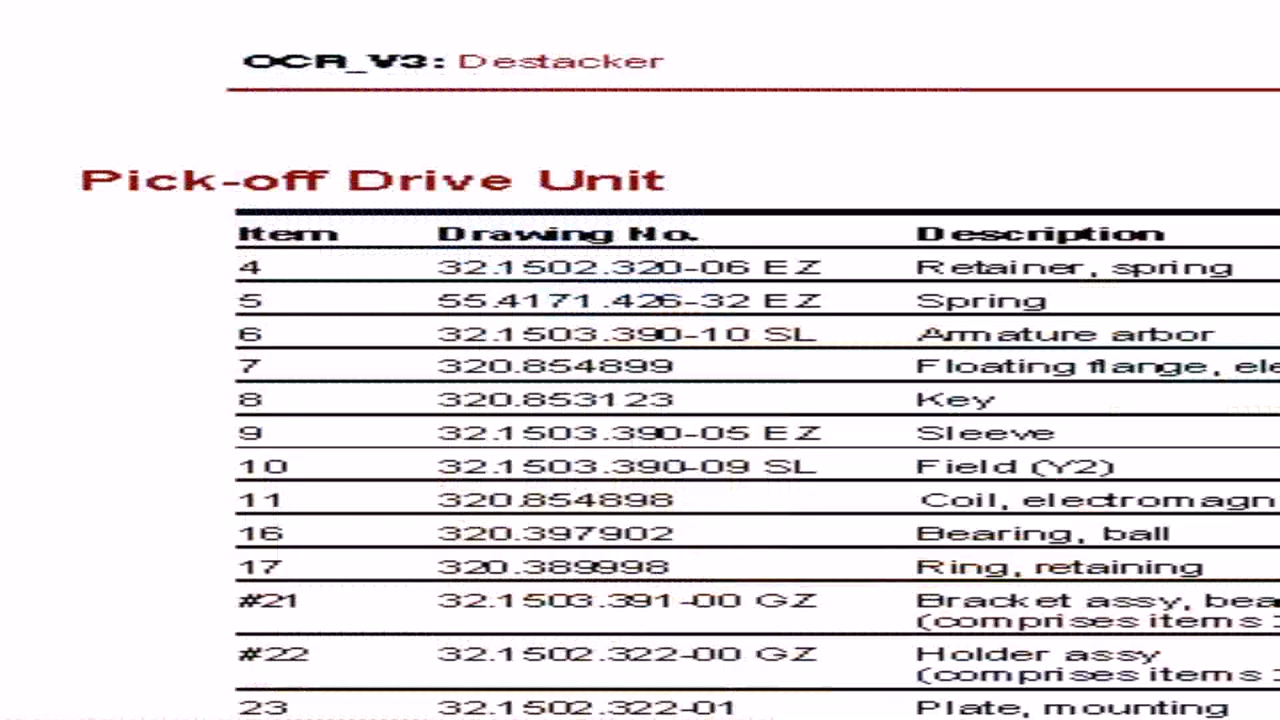 OCR_V3: Destacker
Pick-off Drive Unit
Item Drawing No. Description
4 32.1502.320-06 EZ Retainer, spring
5 55.4171.426-32 EZ Spring
6 32.1503.390-10 SL Armature arbor
7 320.854899 Floating flange, ele
8 320.853123 Key
9 32.1503.390-05 EZ Sleeve
10 32.1503.390-09 SL Field (Y2)
11 320.854898 Coil, electromagn
16 320.397902 Bearing, ball
17 320.389998 Ring, retaining
#21 32.1503.391-00 GZ Bracket assy, bea
(comprises items
#22 32.1502.322-00 GZ Holder assy
(comprises items
23 32.1502.322-01 Plate, mounting